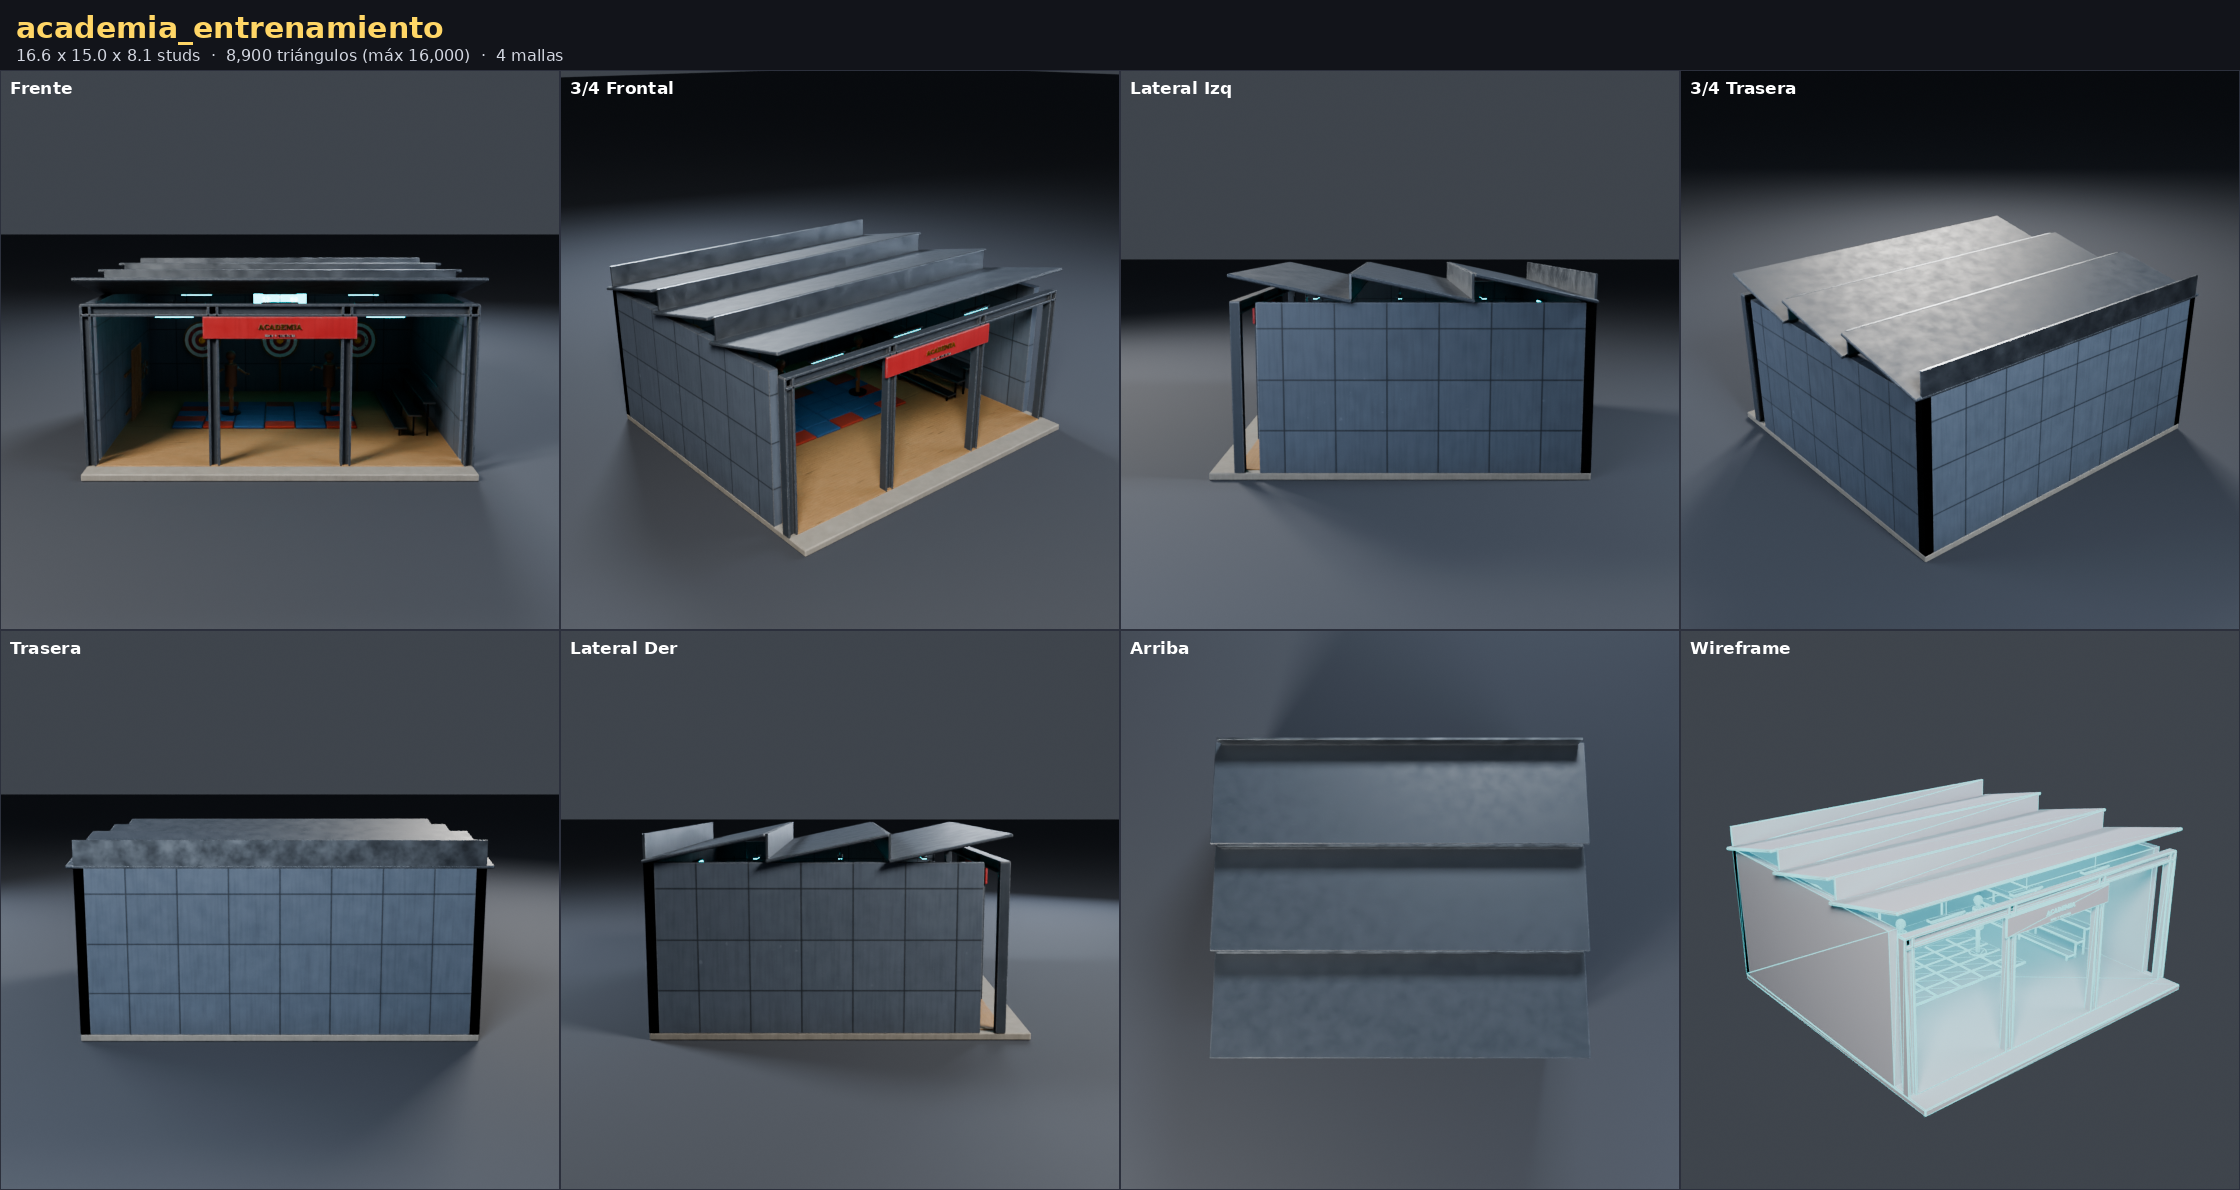 academia_entrenamiento
16.6 x 15.0 x 8.1 studs · 8,900 triángulos (máx 16,000) · 4 mallas
Frente
3/4 Frontal
Lateral Izq
3/4 Trasera
ACADEMIA
ACADEMIA
Trasera
Lateral Der
Arriba
Wireframe